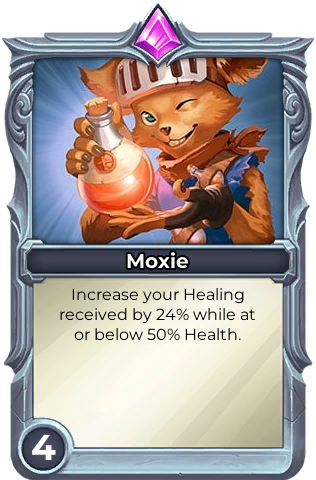 Moxie
Increase your Healing
received by 24% while at
or below 50% Health.
4